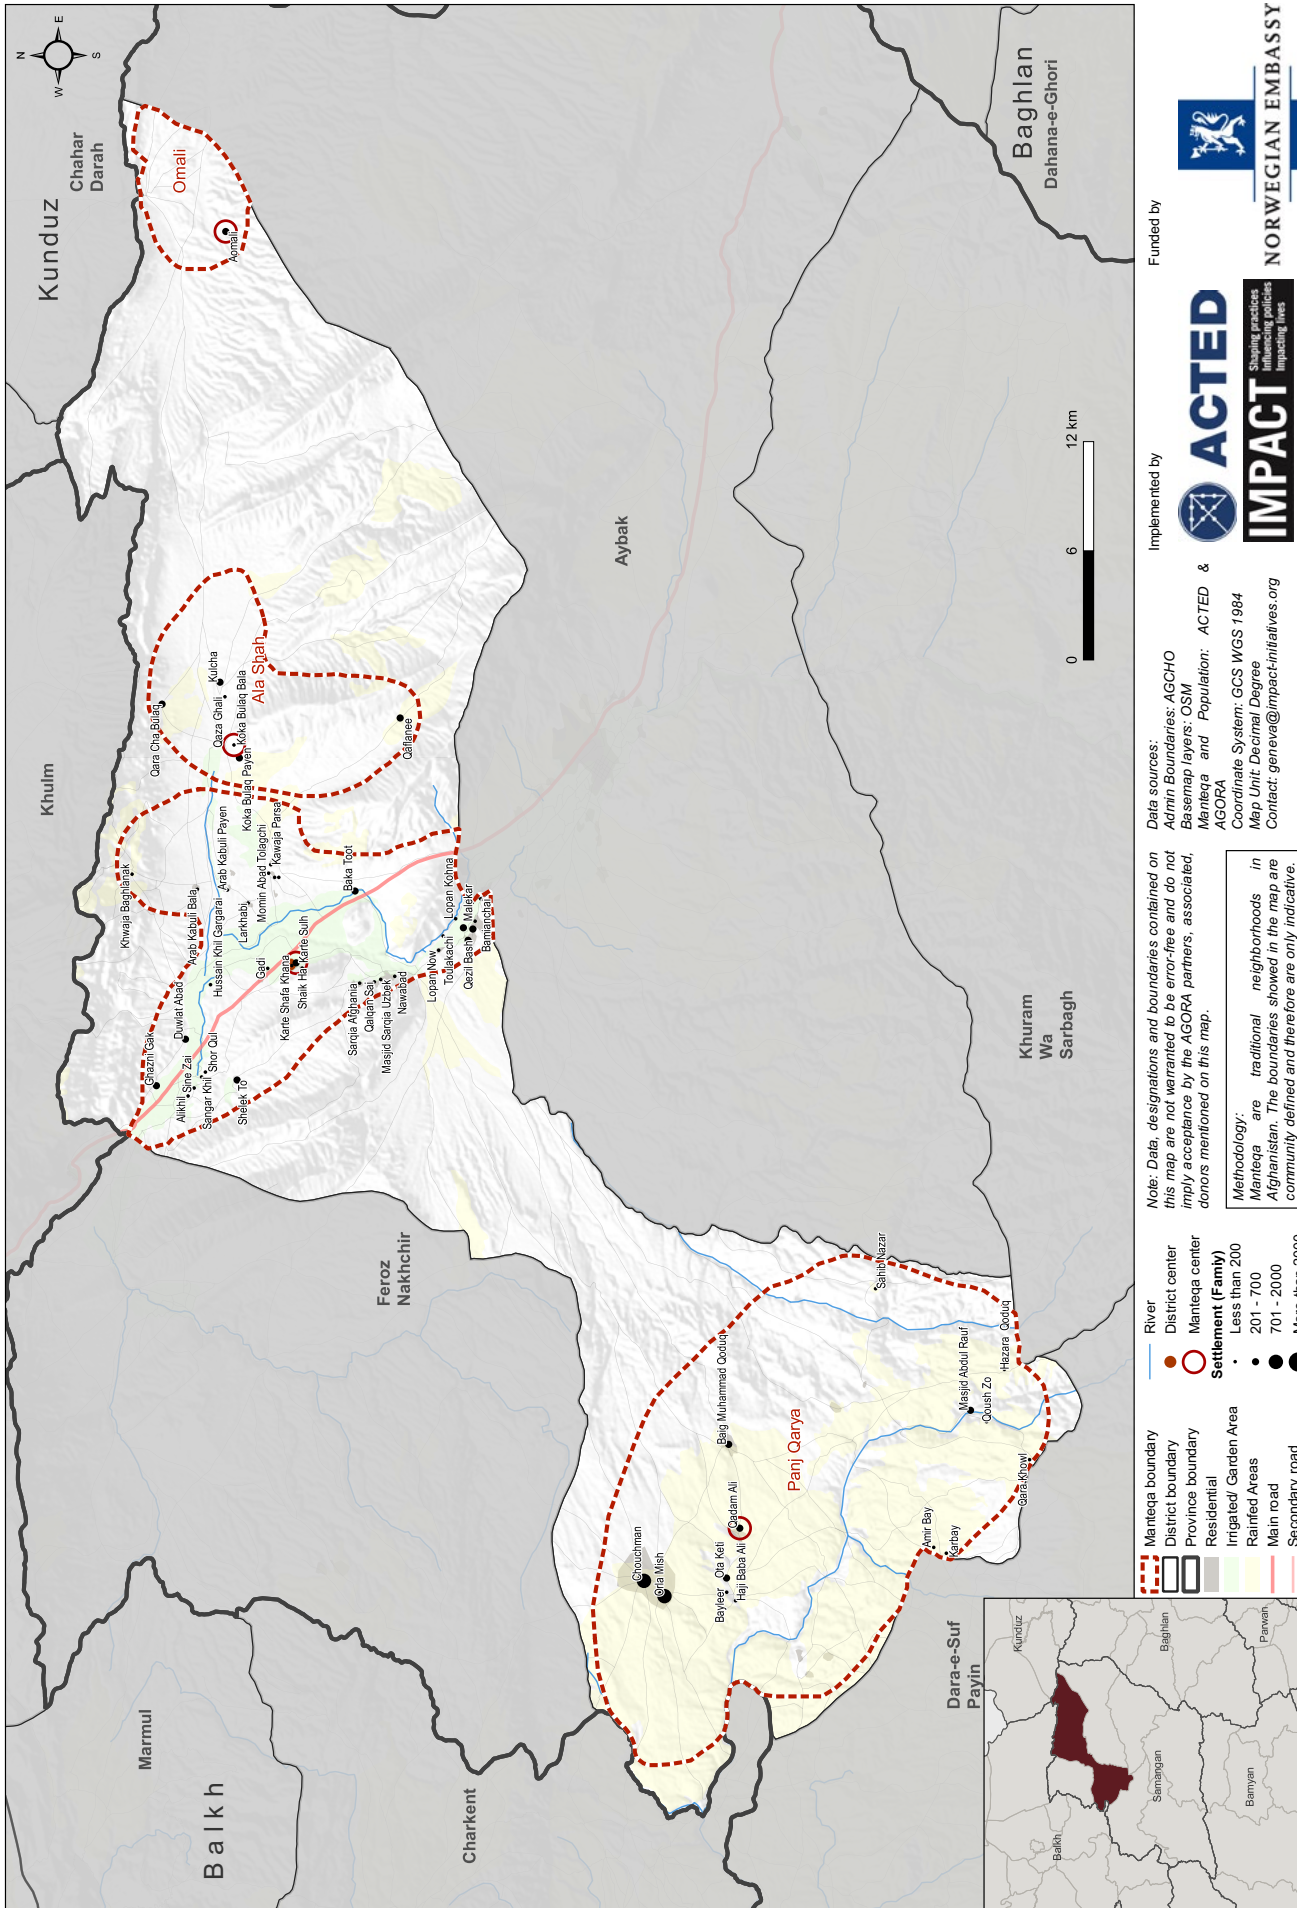 N
W
E
S
Kunduz
Chahar
Darah
Omali
Aomali
Baghlan
Dahana-e-Ghori
Khulm
Aybak
Ala Shah
Qara Cha Bulaq
Qaza Ghali
Kulcha
Koka Bulaq Bala
Koka Bulaq Payen
Qaflanee
Khwaja Baghlanak
Arab Kabuli Payen
Arab Kabuli Bala
Momin Abad Tolagchi
Kawaja Parsa
Larkhabi
Hussain Khil Gargarai
Gadi
Baka Toot
Karte Shafa Khana
Shaik Ha
Karte Sulh
Duwlat Abad
Ghazni Gak
Alikhil
Sine Zai
Sangar Khil
Shor Qul
Shelek To
Sarqia Afghania
Qalqan Sai
Masjid Sarqia Uzbek
Nawabad
Lopan Now
Toulakachi
Lopan Kohna
Qezil Bash
Malekar
Bamianchai
Khuram
Wa
Sarbagh
Feroz
Nakhchir
Panj Qarya
Sahib Nazar
Hazara Qoduq
Masjid Abdul Rauf
Qoush Zo
Qara Khowl
Baig Muhammad Qoduq
Qadam Ali
Chouchman
Orla Mish
Ota Keti
Bayleer
Haji Baba Ali
Amir Bay
Karbay
Dara-e-Suf
Payin
Marmul
Balkh
Charkent
0 6 12 km
Kunduz
Baghlan
Balkh
Samangan
Parwan
Bamyan
Manteqa boundary
District boundary
Province boundary
Residential
Irrigated/ Garden Area
Rainfed Areas
Main road
Secondary road
River
District center
Manteqa center
Settlement (Famiy)
Less than 200
201 - 700
701 - 2000
Note: Data, designations and boundaries contained on
this map are not warranted to be error-free and do not
imply acceptance by the AGORA partners, associated,
donors mentioned on this map.
Methodology:
Manteqa are traditional neighborhoods in
Afghanistan. The boundaries showed in the map are
community defined and therefore are only indicative.
Data sources:
Admin Boundaries: AGCHO
Basemap layers: OSM
Manteqa and Population: ACTED &
AGORA
Coordinate System: GCS WGS 1984
Map Unit: Decimal Degree
Contact: geneva@impact-initiatives.org
Implemented by
ACTED
IMPACT
Shaping practices
Influencing policies
Impacting lives
Funded by
NORWEGIAN EMBASSY